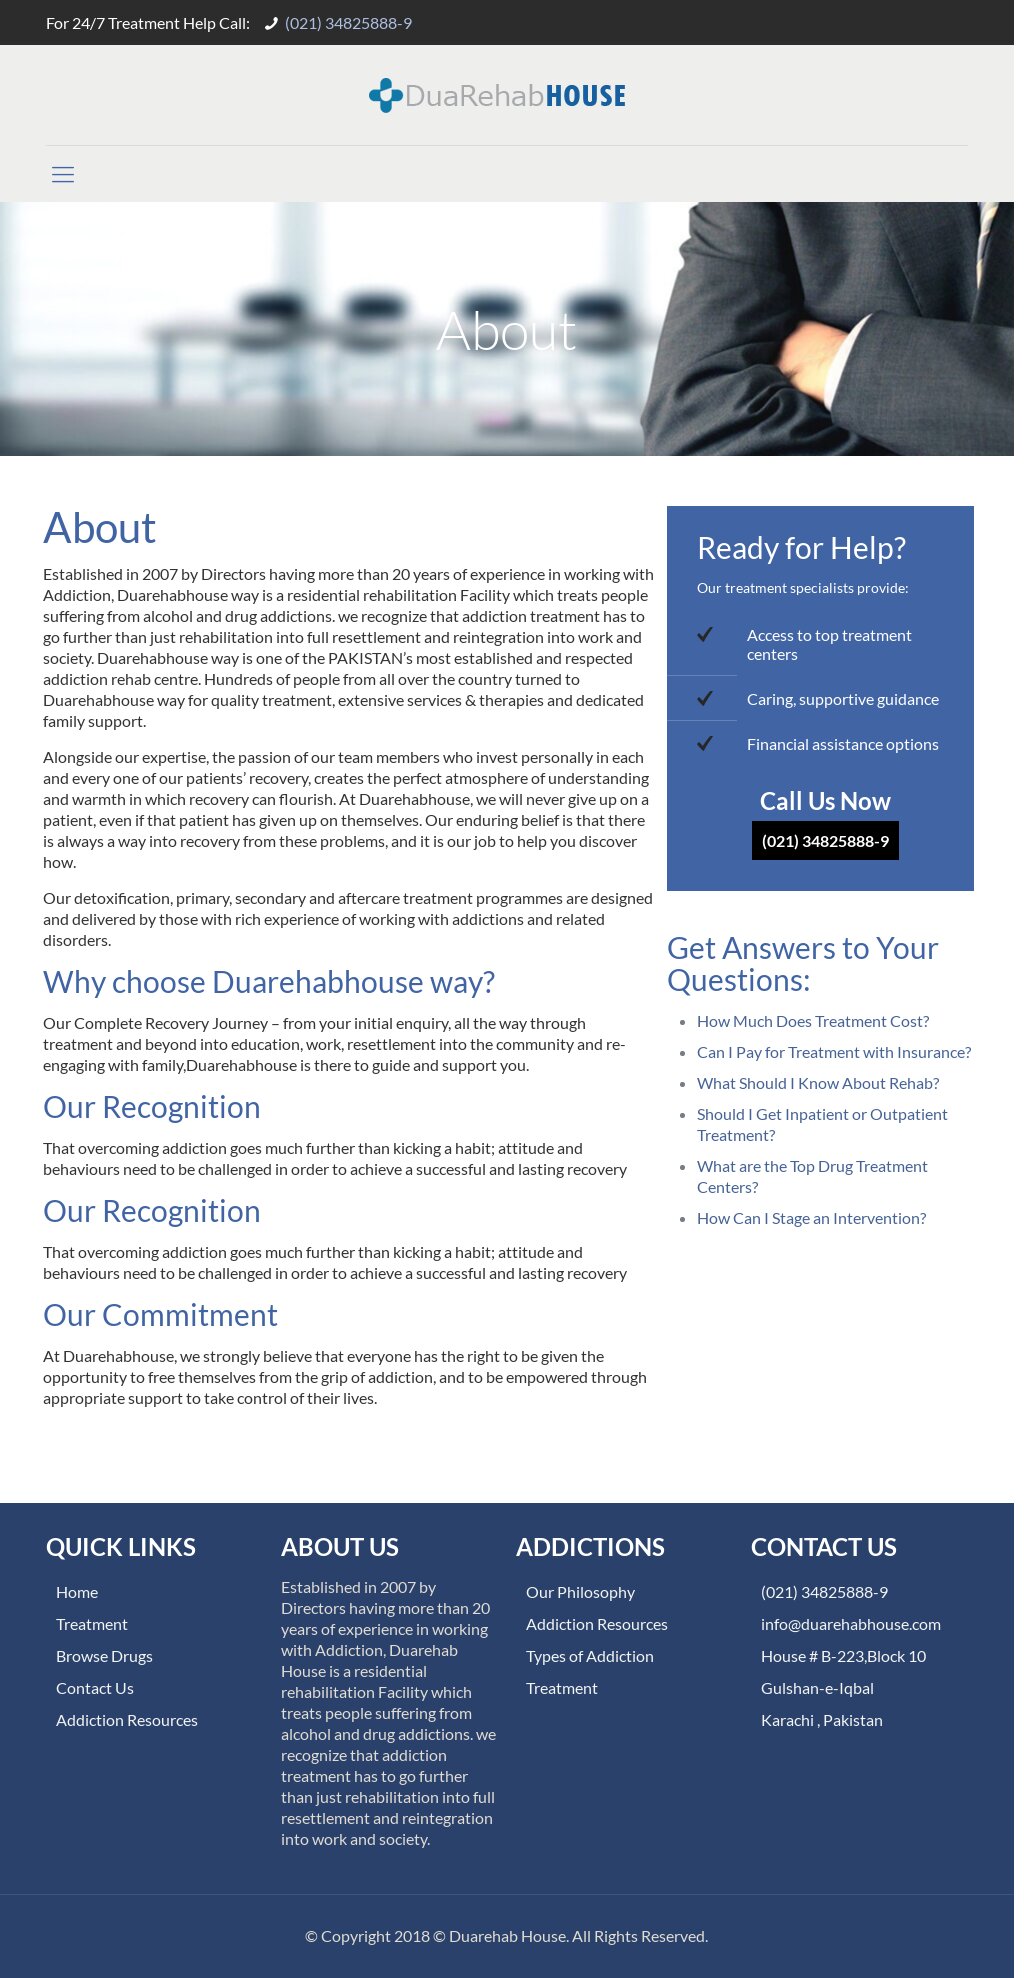 For 24/7 Treatment Help Call: (021) 34825888-9
DuaRehabHOUSE
About
About
Established in 2007 by Directors having more than 20 years of experience in working with
Addiction, Duarehabhouse way is a residential rehabilitation Facility which treats people
suffering from alcohol and drug addictions. we recognize that addiction treatment has to
go further than just rehabilitation into full resettlement and reintegration into work and
society. Duarehabhouse way is one of the PAKISTAN’s most established and respected
addiction rehab centre. Hundreds of people from all over the country turned to
Duarehabhouse way for quality treatment, extensive services & therapies and dedicated
family support.
Alongside our expertise, the passion of our team members who invest personally in each
and every one of our patients’ recovery, creates the perfect atmosphere of understanding
and warmth in which recovery can flourish. At Duarehabhouse, we will never give up on a
patient, even if that patient has given up on themselves. Our enduring belief is that there
is always a way into recovery from these problems, and it is our job to help you discover
how.
Our detoxification, primary, secondary and aftercare treatment programmes are designed
and delivered by those with rich experience of working with addictions and related
disorders.
Why choose Duarehabhouse way?
Our Complete Recovery Journey – from your initial enquiry, all the way through
treatment and beyond into education, work, resettlement into the community and re-
engaging with family,Duarehabhouse is there to guide and support you.
Our Recognition
That overcoming addiction goes much further than kicking a habit; attitude and
behaviours need to be challenged in order to achieve a successful and lasting recovery
Our Recognition
That overcoming addiction goes much further than kicking a habit; attitude and
behaviours need to be challenged in order to achieve a successful and lasting recovery
Our Commitment
At Duarehabhouse, we strongly believe that everyone has the right to be given the
opportunity to free themselves from the grip of addiction, and to be empowered through
appropriate support to take control of their lives.
Ready for Help?
Our treatment specialists provide:
Access to top treatment
centers
Caring, supportive guidance
Financial assistance options
Call Us Now
(021) 34825888-9
Get Answers to Your
Questions:
How Much Does Treatment Cost?
Can I Pay for Treatment with Insurance?
What Should I Know About Rehab?
Should I Get Inpatient or Outpatient
Treatment?
What are the Top Drug Treatment
Centers?
How Can I Stage an Intervention?
QUICK LINKS
Home
Treatment
Browse Drugs
Contact Us
Addiction Resources
ABOUT US
Established in 2007 by
Directors having more than 20
years of experience in working
with Addiction, Duarehab
House is a residential
rehabilitation Facility which
treats people suffering from
alcohol and drug addictions. we
recognize that addiction
treatment has to go further
than just rehabilitation into full
resettlement and reintegration
into work and society.
ADDICTIONS
Our Philosophy
Addiction Resources
Types of Addiction
Treatment
CONTACT US
(021) 34825888-9
info@duarehabhouse.com
House # B-223,Block 10
Gulshan-e-Iqbal
Karachi , Pakistan
© Copyright 2018 © Duarehab House. All Rights Reserved.